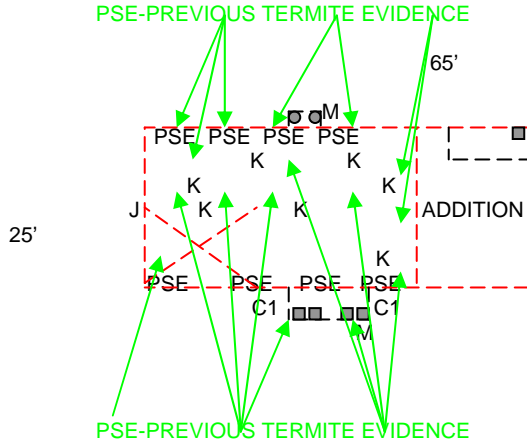 PSE-PREVIOUS TERMITE EVIDENCE
65’
M
PSE PSE PSE PSE
K K
K K
J K K ADDITION
25’
K
PSE PSE PSE PSE
C1 C1
M
PSE-PREVIOUS TERMITE EVIDENCE